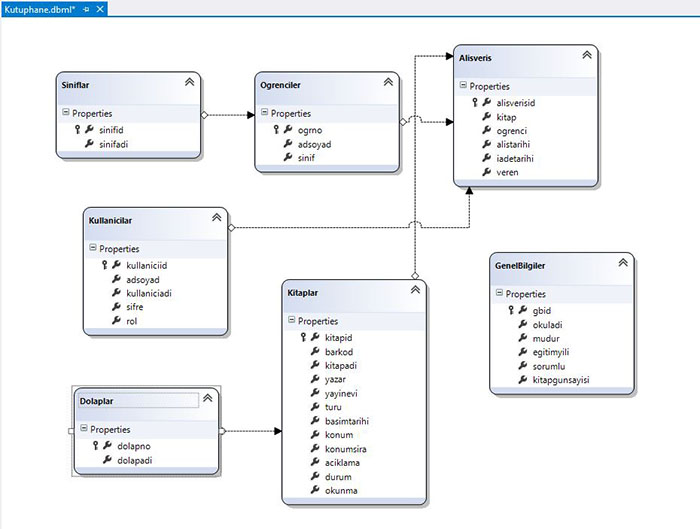 Kutuphane.dbml*
Siniflar
Properties
sinifid
sinifadi
Ogrenciler
Properties
ogrno
adsoyad
sinif
Alisveris
Properties
alisverisid
kitap
ogrenci
alistarihi
iadetarihi
veren
Kullanicilar
Properties
kullaniciid
adsoyad
kullaniciadi
sifre
rol
Kitaplar
Properties
kitapid
barkod
kitapadi
yazar
yayinevi
turu
basimtarihi
konum
konumsira
aciklama
durum
okunma
GenelBilgiler
Properties
gbid
okuladi
mudur
egitimyili
sorumlu
kitapgunsayisi
Dolaplar
Properties
dolapno
dolapadi